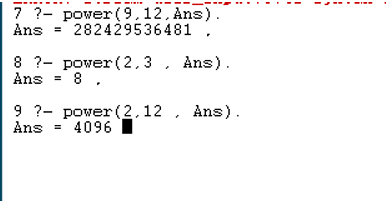 7 ?- power(9,12,Ans).
Ans = 282429536481 .
8 ?- power(2,3 , Ans).
Ans = 8 .
9 ?- power(2,12 , Ans).
Ans = 4096